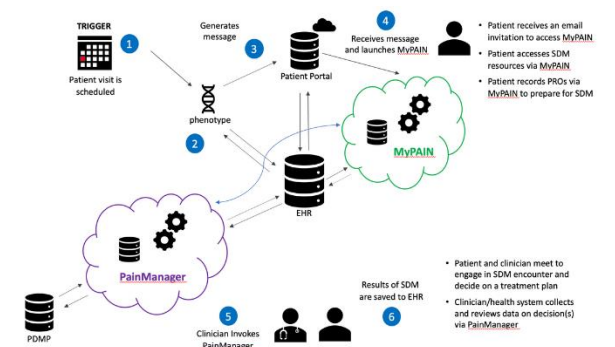 TRIGGER
1
Patient visit is
scheduled
Generates
message
3
phenotype
2
Patient Portal
4
Receives message
and launches MyPAIN
• Patient receives an email
invitation to access MyPAIN
• Patient accesses SDM
resources via MyPAIN
• Patient records PROs via
MyPAIN to prepare for SDM
MyPAIN
EHR
PainManager
PDMP
5
Clinician Invokes
PainManager
Results of SDM
are saved to EHR
6
• Patient and clinician meet to
engage in SDM encounter and
decide on a treatment plan
• Clinician/health system collects
and reviews data on decision(s)
via PainManager